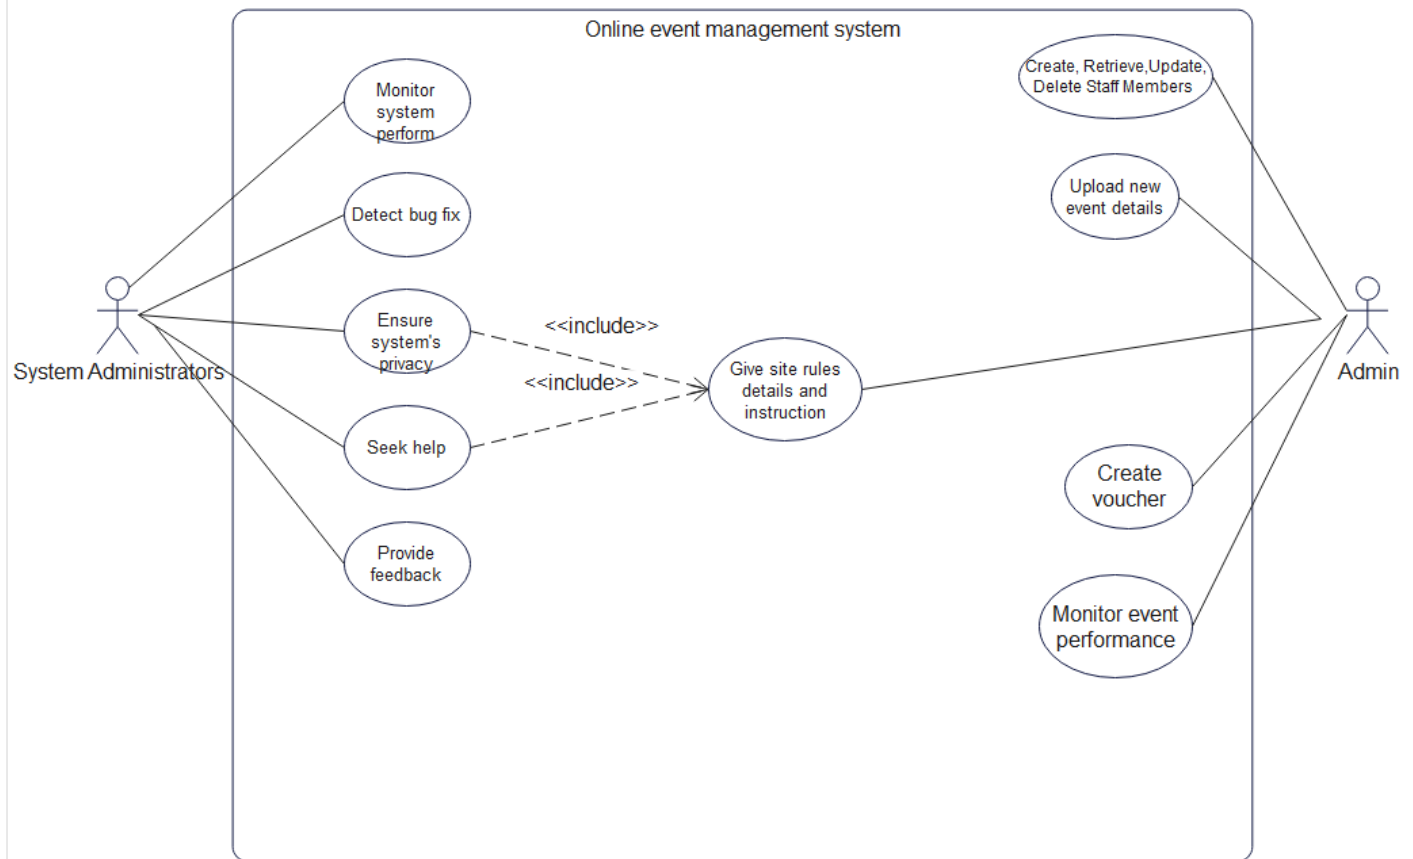 Online event management system
Monitor
system
perform
Create, Retrieve,Update,
Delete Staff Members
Detect bug fix
Upload new
event details
Ensure
system's
privacy
<<include>>
<<include>>
Give site rules
details and
instruction
System Administrators
Admin
Seek help
Create
voucher
Provide
feedback
Monitor event
performance